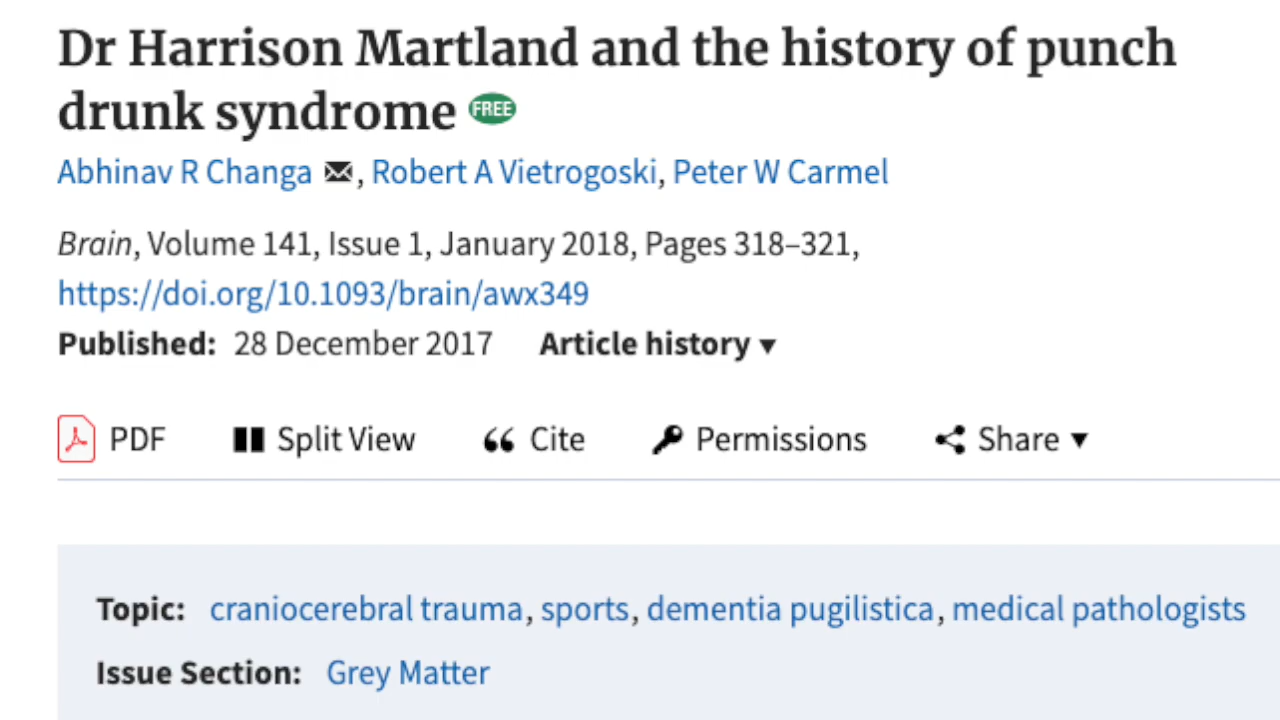 Dr Harrison Martland and the history of punch
drunk syndrome FREE
Abhinav R Changa , Robert A Vietrogoski, Peter W Carmel
Brain, Volume 141, Issue 1, January 2018, Pages 318–321,
https://doi.org/10.1093/brain/awx349
Published: 28 December 2017 Article history ▼
PDF Split View Cite Permissions Share ▼
Topic: craniocerebral trauma, sports, dementia pugilistica, medical pathologists
Issue Section: Grey Matter